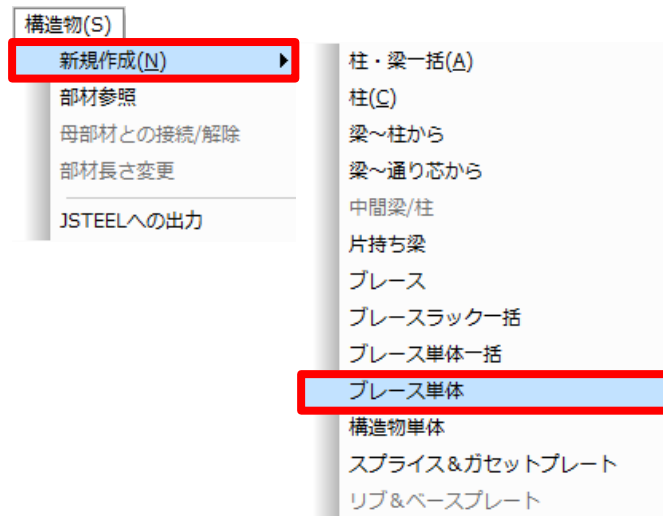 構造物(S)
新規作成(N)
部材参照
母部材との接続/解除
部材長さ変更
JSTEELへの出力
柱・梁一括(A)
柱(C)
梁～柱から
梁～通り芯から
中間梁/柱
片持ち梁
ブレース
ブレースラック一括
ブレース単体一括
ブレース単体
構造物単体
スプライス&ガセットプレート
リブ&ベースプレート